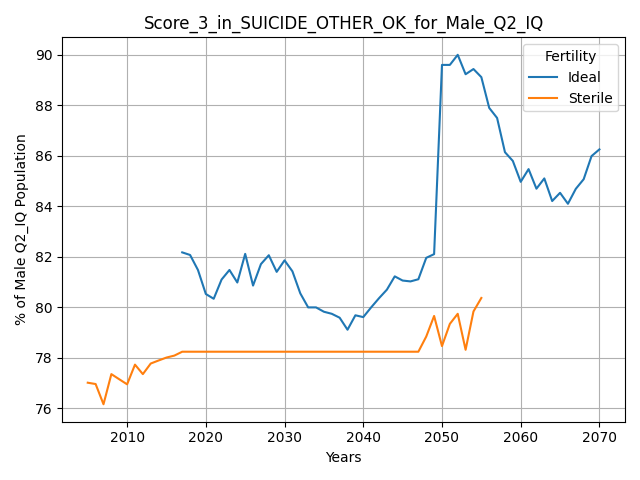 Score_3_in_SUICIDE_OTHER_OK_for_Male_Q2_IQ
% of Male Q2_IQ Population
90
88
86
84
82
80
78
76
Fertility
Ideal
Sterile
2010
2020
2030
2040
2050
2060
2070
Years